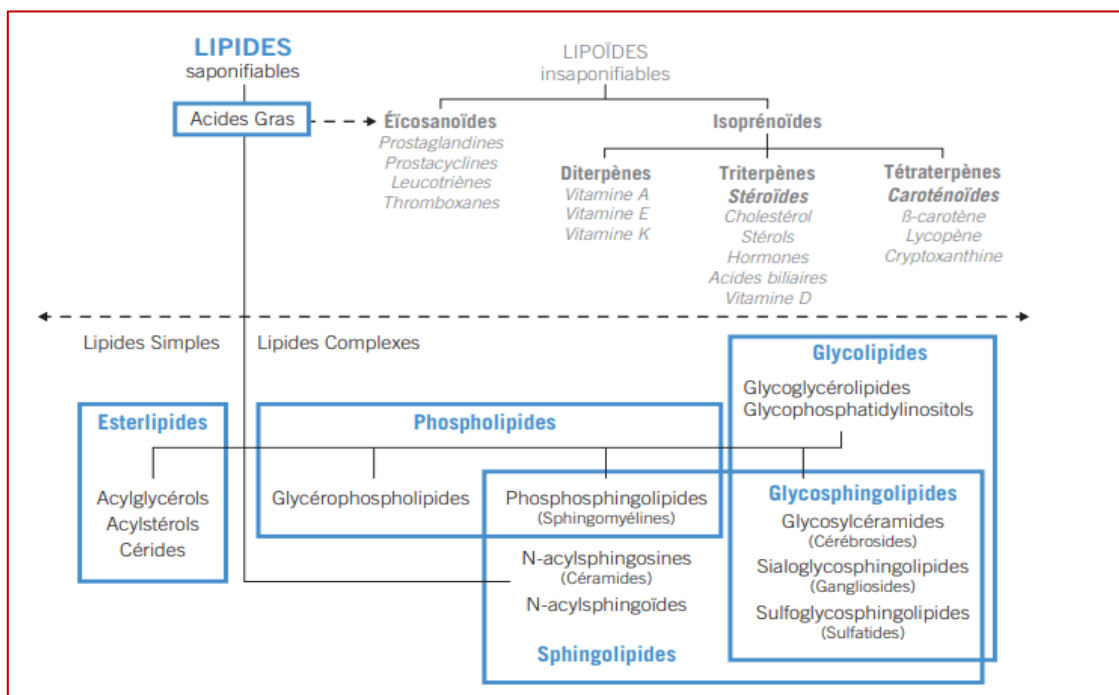 LIPIDES
saponifiables
Acides Gras
LIPOÏDES
insaponifiables
Éïcosanoïdes
Prostaglandines
Prostacyclines
Leucotriènes
Thromboxanes
Isoprénoïdes
Diterpènes
Vitamine A
Vitamine E
Vitamine K
Triterpènes
Stéroïdes
Cholestérol
Stérols
Hormones
Acides biliaires
Vitamine D
Tétraterpènes
Caroténoïdes
ß-carotène
Lycopène
Cryptoxanthine
Lipides Simples
Lipides Complexes
Esterlipides
Acylglycérols
Acylstérols
Cérides
Phospholipides
Glycérophospholipides
Phosphosphingolipides
(Sphingomyélines)
N-acylsphingosines
(Céramides)
N-acylsphingoïdes
Sphingolipides
Glycolipides
Glycoglycérolipides
Glycophosphatidylinositols
Glycosphingolipides
Glycosylcéramides
(Cérébrosides)
Sialoglycosphingolipides
(Gangliosides)
Sulfoglycosphingolipides
(Sulfatides)